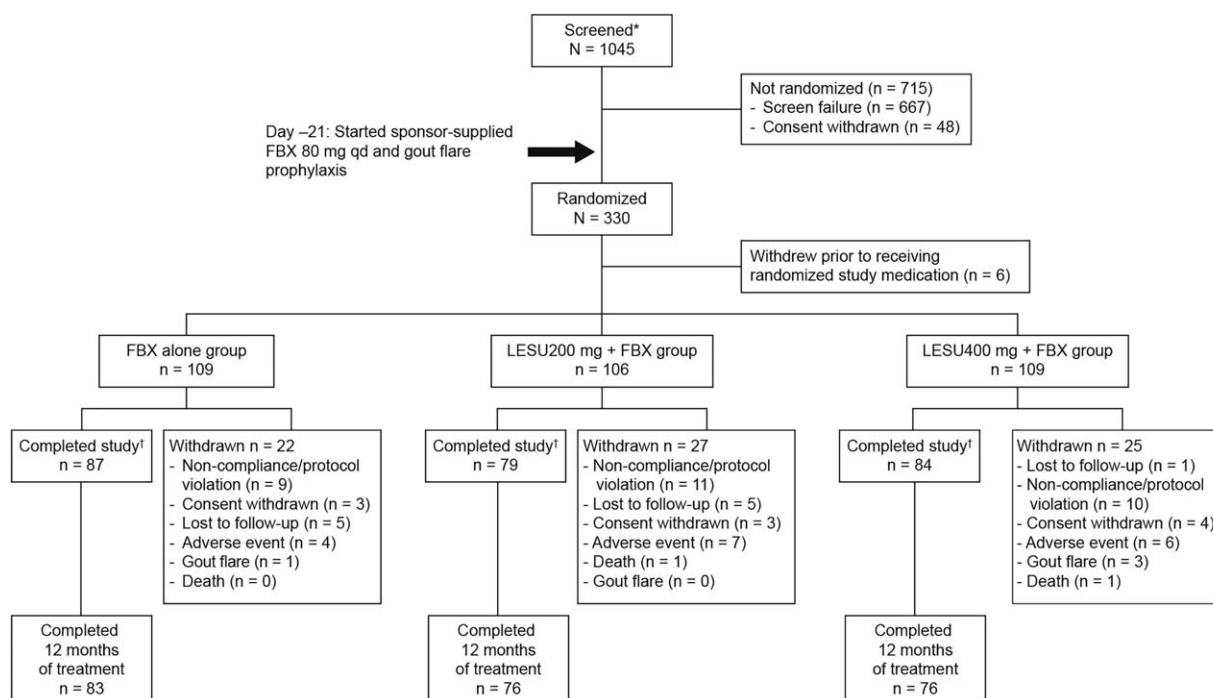 Screened*
N = 1045
Not randomized (n = 715)
- Screen failure (n = 667)
- Consent withdrawn (n = 48)
Day –21: Started sponsor-supplied
FBX 80 mg qd and gout flare
prophylaxis
Randomized
N = 330
Withdrew prior to receiving
randomized study medication (n = 6)
FBX alone group
n = 109
LESU200 mg + FBX group
n = 106
LESU400 mg + FBX group
n = 109
Completed study†
n = 87
Withdrawn n = 22
- Non-compliance/protocol
violation (n = 9)
- Consent withdrawn (n = 3)
- Lost to follow-up (n = 5)
- Adverse event (n = 4)
- Gout flare (n = 1)
- Death (n = 0)
Completed study†
n = 79
Withdrawn n = 27
- Non-compliance/protocol
violation (n = 11)
- Lost to follow-up (n = 5)
- Consent withdrawn (n = 3)
- Adverse event (n = 7)
- Death (n = 1)
- Gout flare (n = 0)
Completed study†
n = 84
Withdrawn n = 25
- Lost to follow-up (n = 1)
- Non-compliance/protocol
violation (n = 10)
- Consent withdrawn (n = 4)
- Adverse event (n = 6)
- Gout flare (n = 3)
- Death (n = 1)
Completed
12 months
of treatment
n = 83
Completed
12 months
of treatment
n = 76
Completed
12 months
of treatment
n = 76